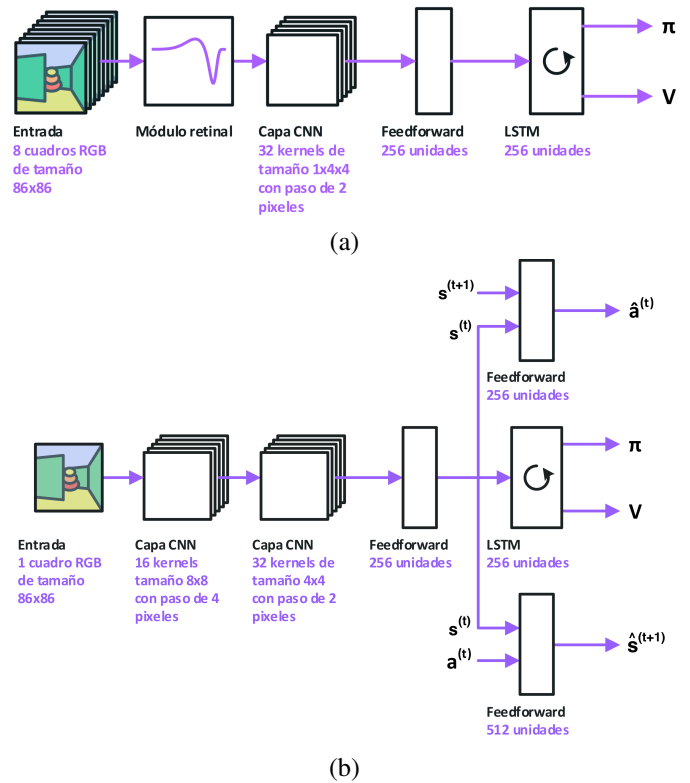 π
V
Entrada
8 cuadros RGB
de tamaño
86x86
Módulo retinal
Capa CNN
32 kernels de
tamaño 1x4x4
con paso de 2
pixeles
Feedforward
256 unidades
LSTM
256 unidades
(a)
s(t+1)
s(t)
â(t)
Feedforward
256 unidades
π
V
Entrada
1 cuadro RGB
de tamaño
86x86
Capa CNN
16 kernels
tamaño 8x8
con paso de 4
pixeles
Capa CNN
32 kernels de
tamaño 4x4
con paso de 2
pixeles
Feedforward
256 unidades
LSTM
256 unidades
s(t)
a(t)
ŝ(t+1)
Feedforward
512 unidades
(b)